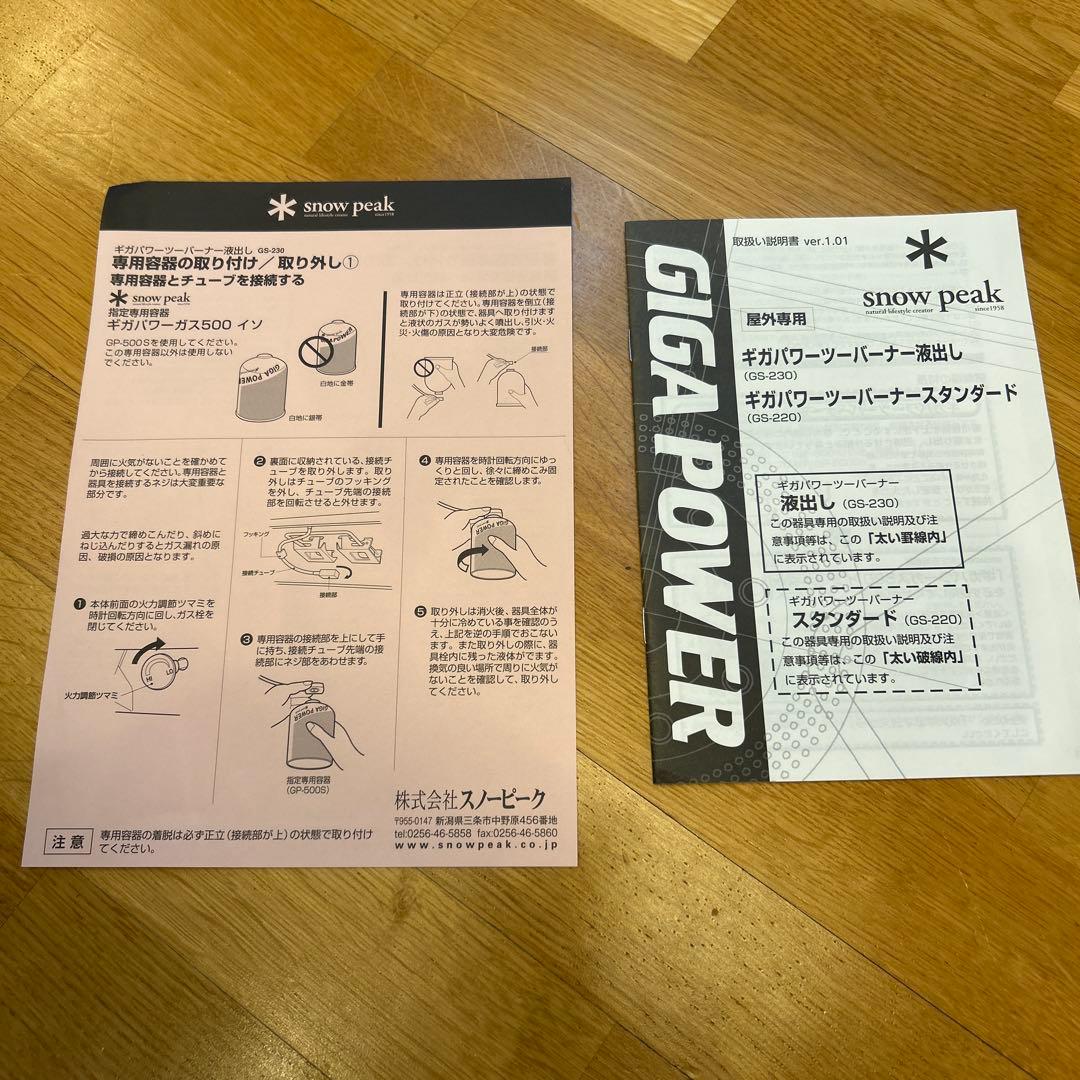 snow peak
natural lifestyle creator since1958
ギガパワーツーバーナー液出し GS-230
専用容器の取り付け／取り外し①
専用容器とチューブを接続する
snow peak
指定専用容器
ギガパワーガス500 イソ
GP-500Sを使用してください。
この専用容器以外は使用しない
でください。
GIGA POWER
白地に銀帯
白地に金帯
専用容器は正立（接続部が上）の状態で
取り付けてください。専用容器を倒立（接
続部が下）の状態で、器具へ取り付けますと
液状のガスが勢いよく噴出し、引火・火
災・火傷の原因となり大変危険です。
接続部
周囲に火気がないことを確かめて
から接続してください。専用容器と
器具を接続するネジは大変重要な
部分です。
過大な力で締めこんだり、斜めに
ねじ込んだりするとガス漏れの原
因、破損の原因となります。
❶ 本体前面の火力調節ツマミを
時計回転方向に回し、ガス栓を
閉じてください。
HI
LO
火力調節ツマミ
❷ 裏面に収納されている、接続チ
ューブを取り外します。取り
外しはチューブのフッキング
を外し、チューブ先端の接続
部を回転させると外せます。
フッキング
接続チューブ
接続部
❸ 専用容器の接続部を上にして手
に持ち、接続チューブ先端の接
続部にネジ部をあわせます。
GIGA POWER
指定専用容器
(GP-500S)
❹ 専用容器を時計回転方向にゆっ
くりと回し、徐々に締めこみ固
定されたことを確認します。
GIGA POWER
❺ 取り外しは消火後、器具全体が
十分に冷めている事を確認のう
え、上記を逆の手順でおこない
ます。また取り外しの際に、器
具栓内に残った液体がでます。
換気の良い場所で周りに火気が
ないことを確認して、取り外し
てください。
注意 専用容器の着脱は必ず正立（接続部が上）の状態で取り付け
てください。
株式会社スノーピーク
〒955-0147 新潟県三条市中野原456番地
tel:0256-46-5858 fax:0256-46-5860
www.snowpeak.co.jp
GIGA POWER
取扱い説明書 ver.1.01
snow peak
natural lifestyle creator since1958
屋外専用
ギガパワーツーバーナー液出し
(GS-230)
ギガパワーツーバーナースタンダード
(GS-220)
ギガパワーツーバーナー
液出し (GS-230)
この器具専用の取扱い説明及び注
意事項等は、この「太い罫線内」
に表示されています。
ギガパワーツーバーナー
スタンダード (GS-220)
この器具専用の取扱い説明及び注
意事項等は、この「太い破線内」
に表示されています。